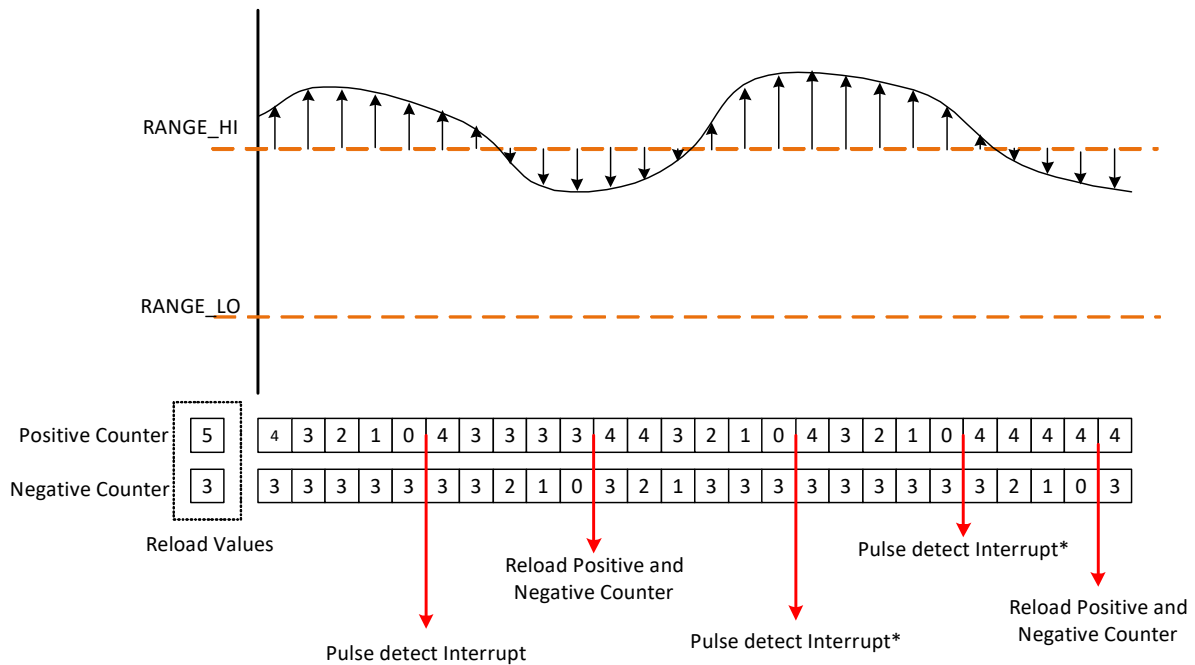 RANGE_HI
RANGE_LO
Positive Counter 5 4 3 2 1 0 4 3 3 3 3 4 4 3 2 1 0 4 3 2 1 0 4 4 4 4 4
Negative Counter 3 3 3 3 3 3 3 3 2 1 0 3 2 1 3 3 3 3 3 3 3 3 3 2 1 0 3
Reload Values
Pulse detect Interrupt
Reload Positive and
Negative Counter
Pulse detect Interrupt*
Pulse detect Interrupt*
Reload Positive and
Negative Counter